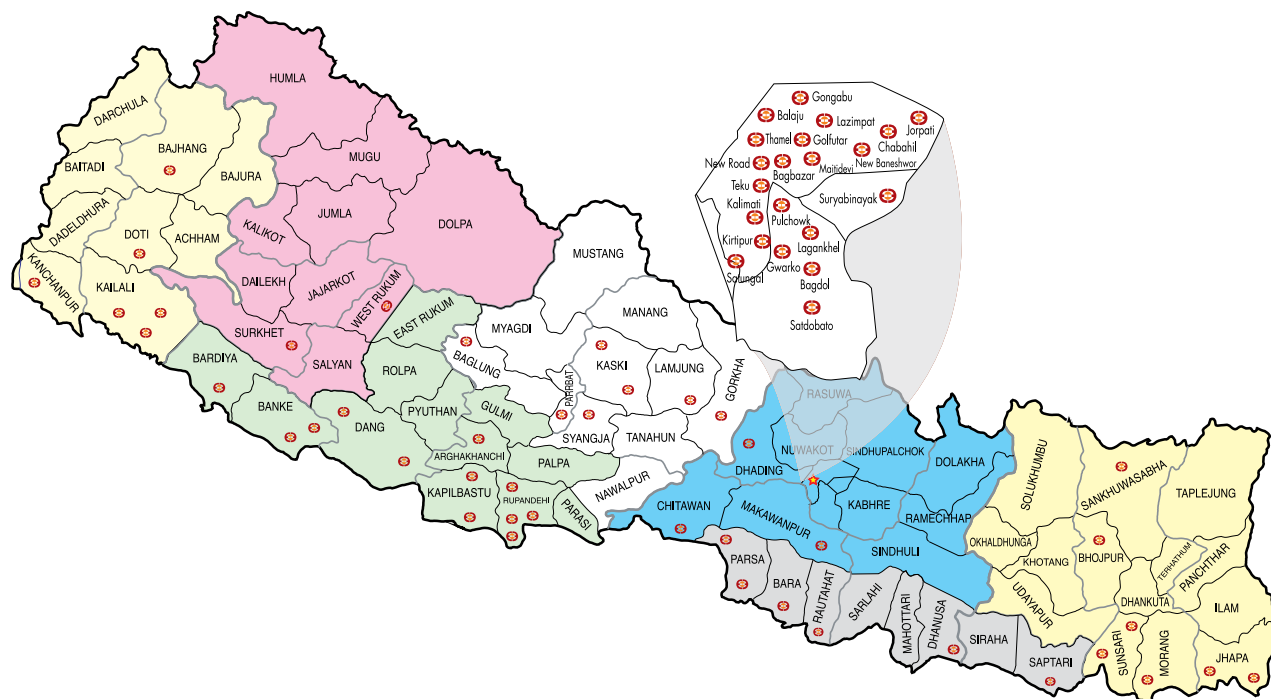 HUMLA
DARCHULA
BAJHANG
MUGU
BAITADI
BAJURA
JUMLA
DOLPA
DADELDHURA
DOTI
ACHHAM
KALIKOT
KANCHANPUR
KAILALI
DAILEKH
JAJARKOT
WEST RUKUM
SURKHET
SALYAN
BARDIYA
BANKE
EAST RUKUM
ROLPA
DANG
PYUTHAN
GULMI
ARGHAKHANCHI
PALPA
KAPILBASTU
RUPANDEHI
PARASI
MUSTANG
MYAGDI
MANANG
BAGLUNG
PARRBAT
KASKI
LAMJUNG
GORKHA
SYANGJA
TANAHUN
NAWALPUR
Gongabu
Balaju
Lazimpat
Jorpati
Thamel
Golfutar
Chabahil
New Road
Bagbazar
Maitidevi
New Baneshwor
Teku
Suryabinayak
Kalimati
Pulchowk
Kirtipur
Lagankhel
Satungal
Gwarko
Bagdol
Satdobato
RASUWA
NUWAKOT
SINDHUPALCHOK
DHADING
DOLAKHA
CHITAWAN
MAKAWANPUR
KABHRE
RAMECHHAP
SINDHULI
PARSA
BARA
RAUTAHAT
SARLAHI
MAHOTTARI
DHANUSA
SIRAHA
SAPTARI
SOLUKHUMBU
SANKHUWASABHA
TAPLEJUNG
OKHALDHUNGA
KHOTANG
BHOJPUR
TERHATHUM
PANCHTHAR
UDAYAPUR
DHANKUTA
ILAM
SUNSARI
MORANG
JHAPA